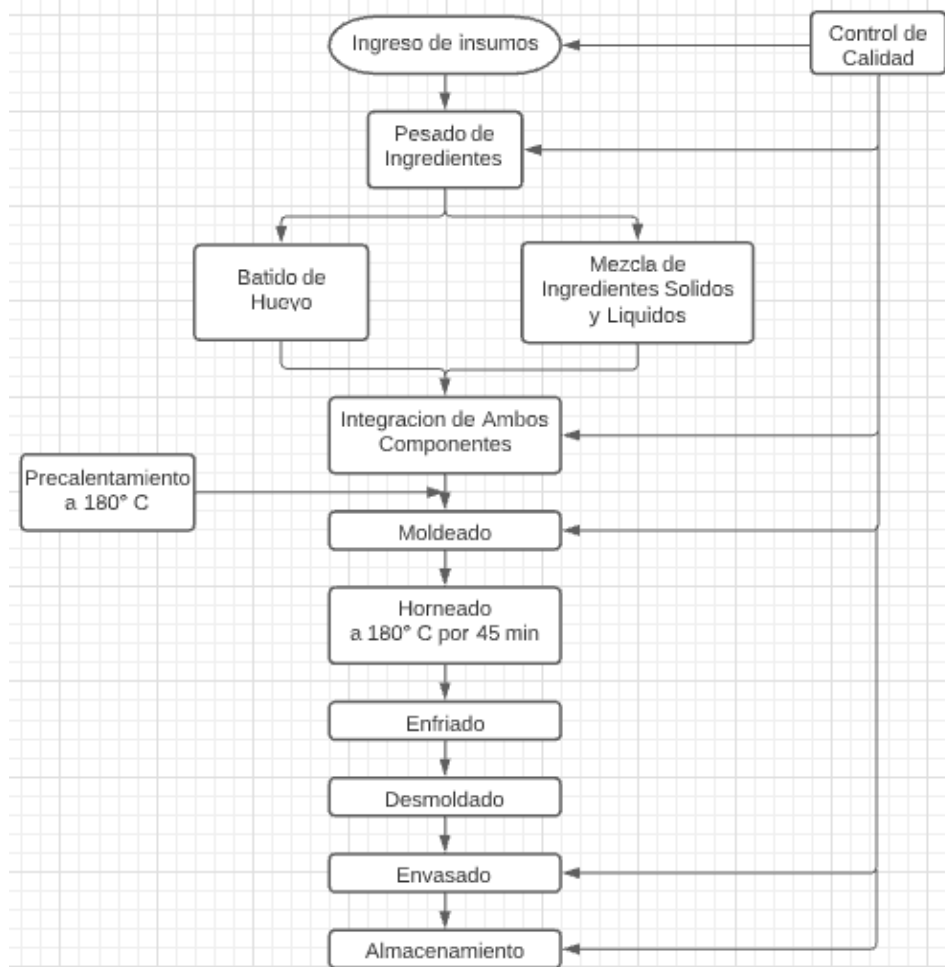 Ingreso de insumos
Control de
Calidad
Pesado de
Ingredientes
Batido de
Huevo
Mezcla de
Ingredientes Solidos
y Liquidos
Integracion de Ambos
Componentes
Precalentamiento
a 180° C
Moldeado
Horneado
a 180° C por 45 min
Enfriado
Desmoldado
Envasado
Almacenamiento